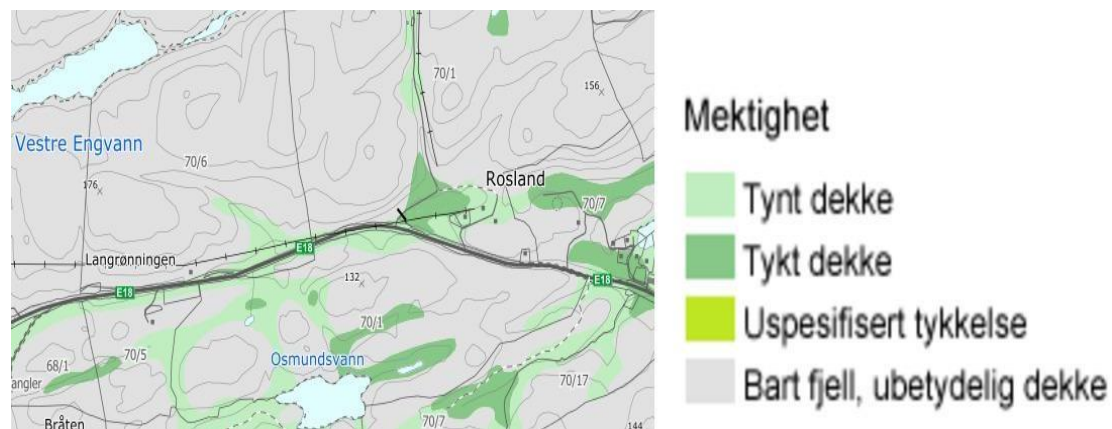 70/1
156
Vestre Engvann
70/6
176
Rosland
70/7
E18
Langrønningen
132
E18
E18
70/1
68/1
70/5
Osmundsvann
angler
70/17
70/7
Bråten
144
Mektighet
Tynt dekke
Tykt dekke
Uspesifisert tykkelse
Bart fjell, ubetydelig dekke